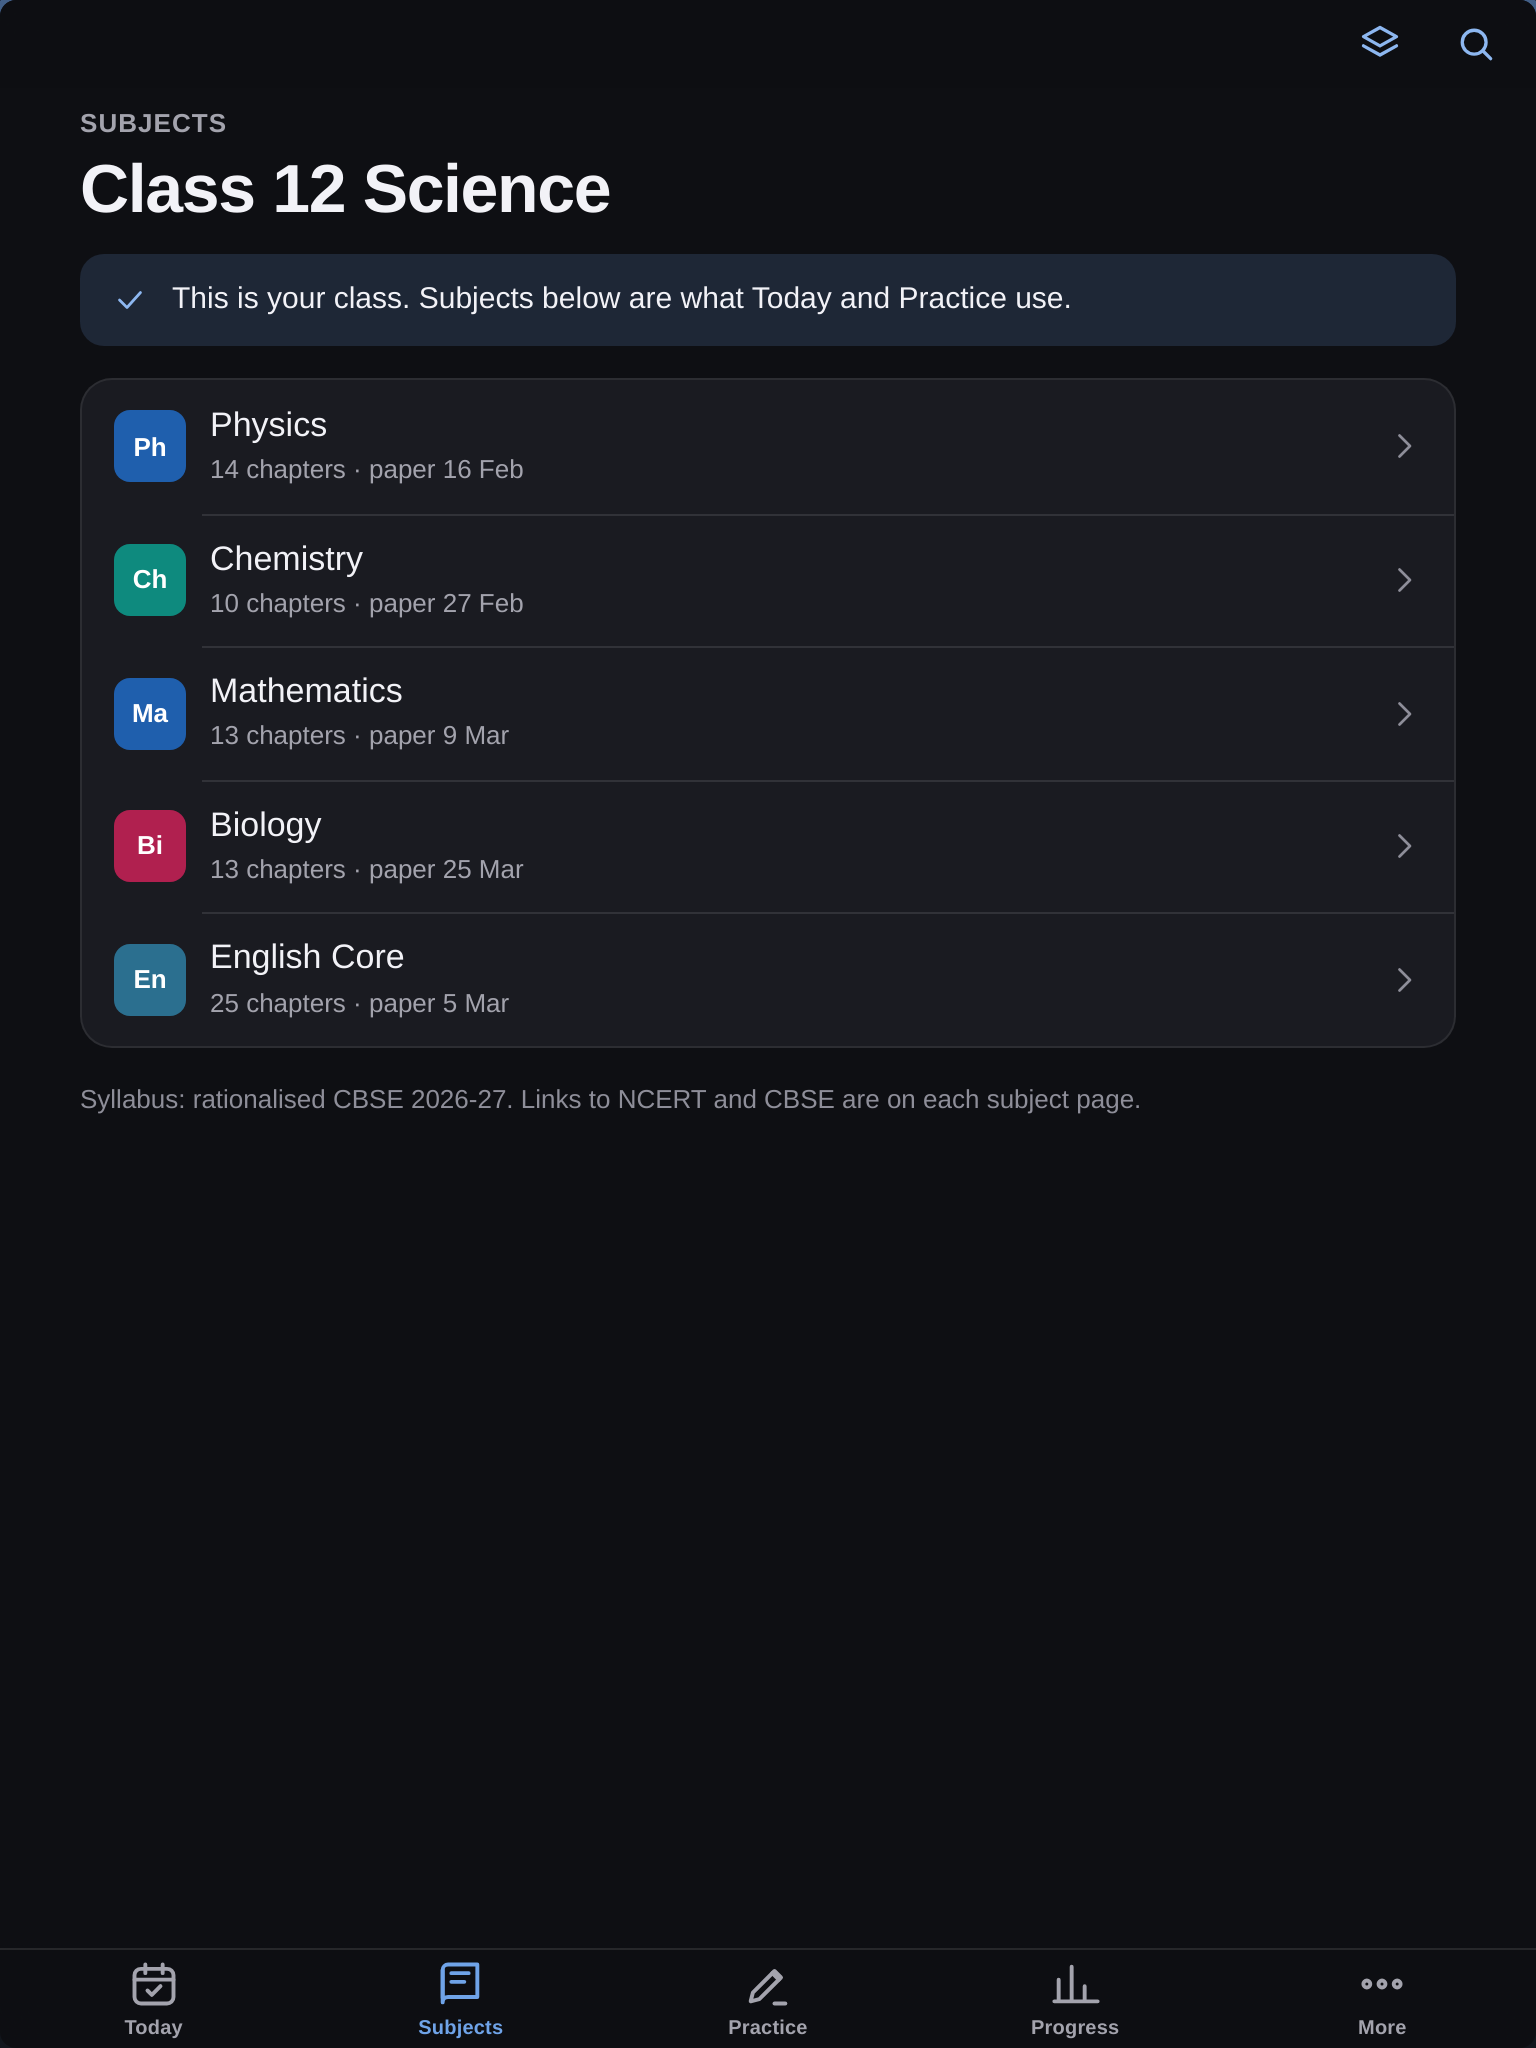 SUBJECTS
Class 12 Science
This is your class. Subjects below are what Today and Practice use.
Ph
Physics
14 chapters · paper 16 Feb
Ch
Chemistry
10 chapters · paper 27 Feb
Ma
Mathematics
13 chapters · paper 9 Mar
Bi
Biology
13 chapters · paper 25 Mar
En
English Core
25 chapters · paper 5 Mar
Syllabus: rationalised CBSE 2026-27. Links to NCERT and CBSE are on each subject page.
Today
Subjects
Practice
Progress
More